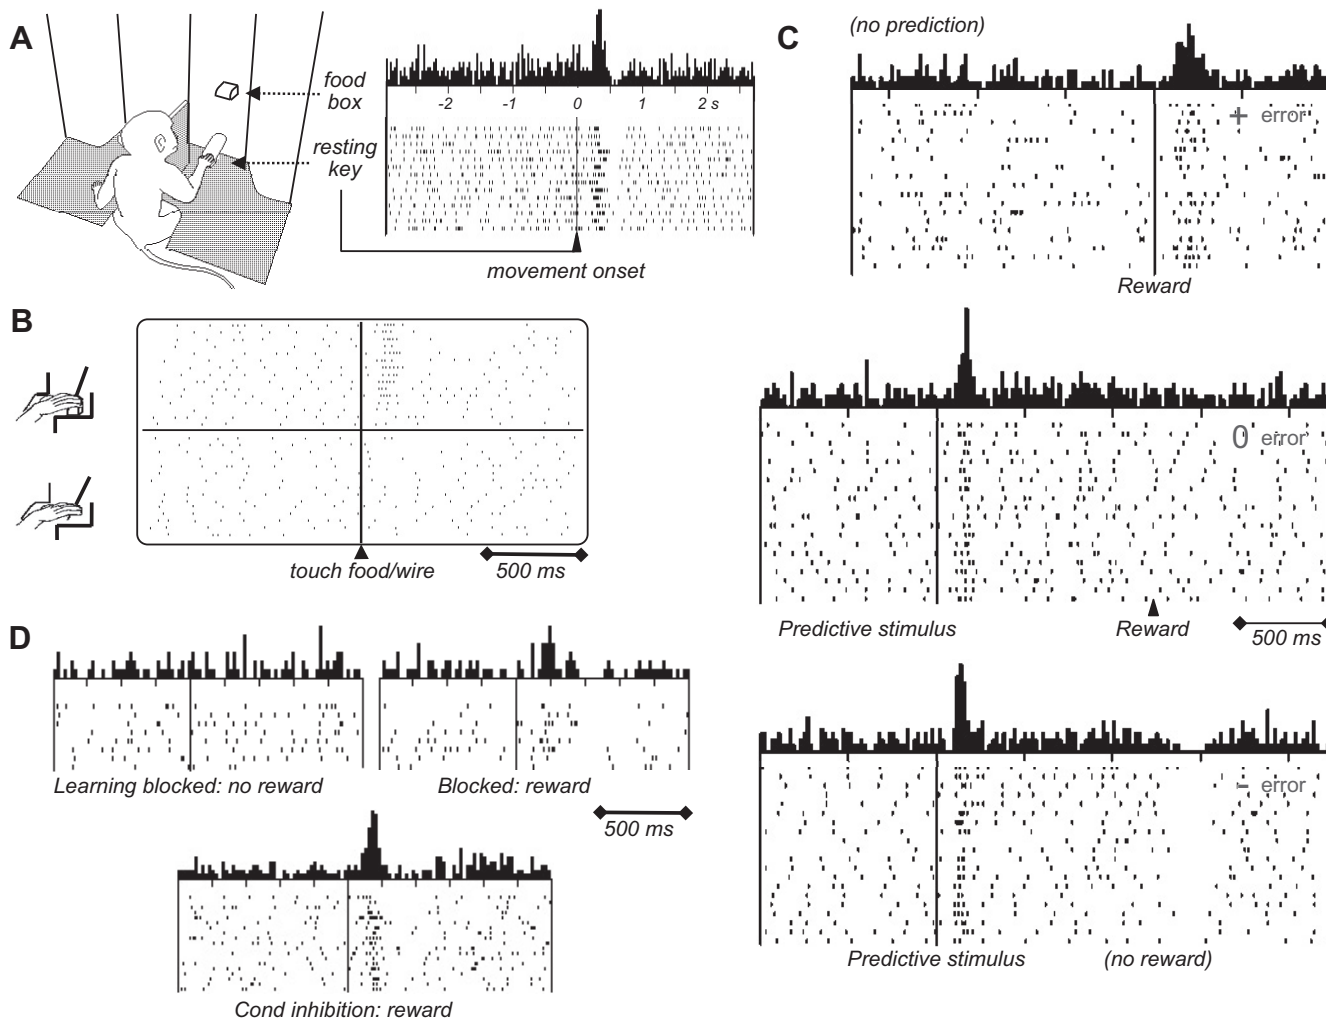 A
food
box
resting
key
-2 -1 0 1 2 s
movement onset
B
touch food/wire
500 ms
C
(no prediction)
+ error
Reward
0 error
Predictive stimulus
Reward
500 ms
- error
Predictive stimulus
(no reward)
D
Learning blocked: no reward
Blocked: reward
500 ms
Cond inhibition: reward